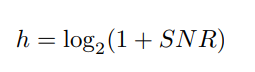 h = log₂(1 + SNR)